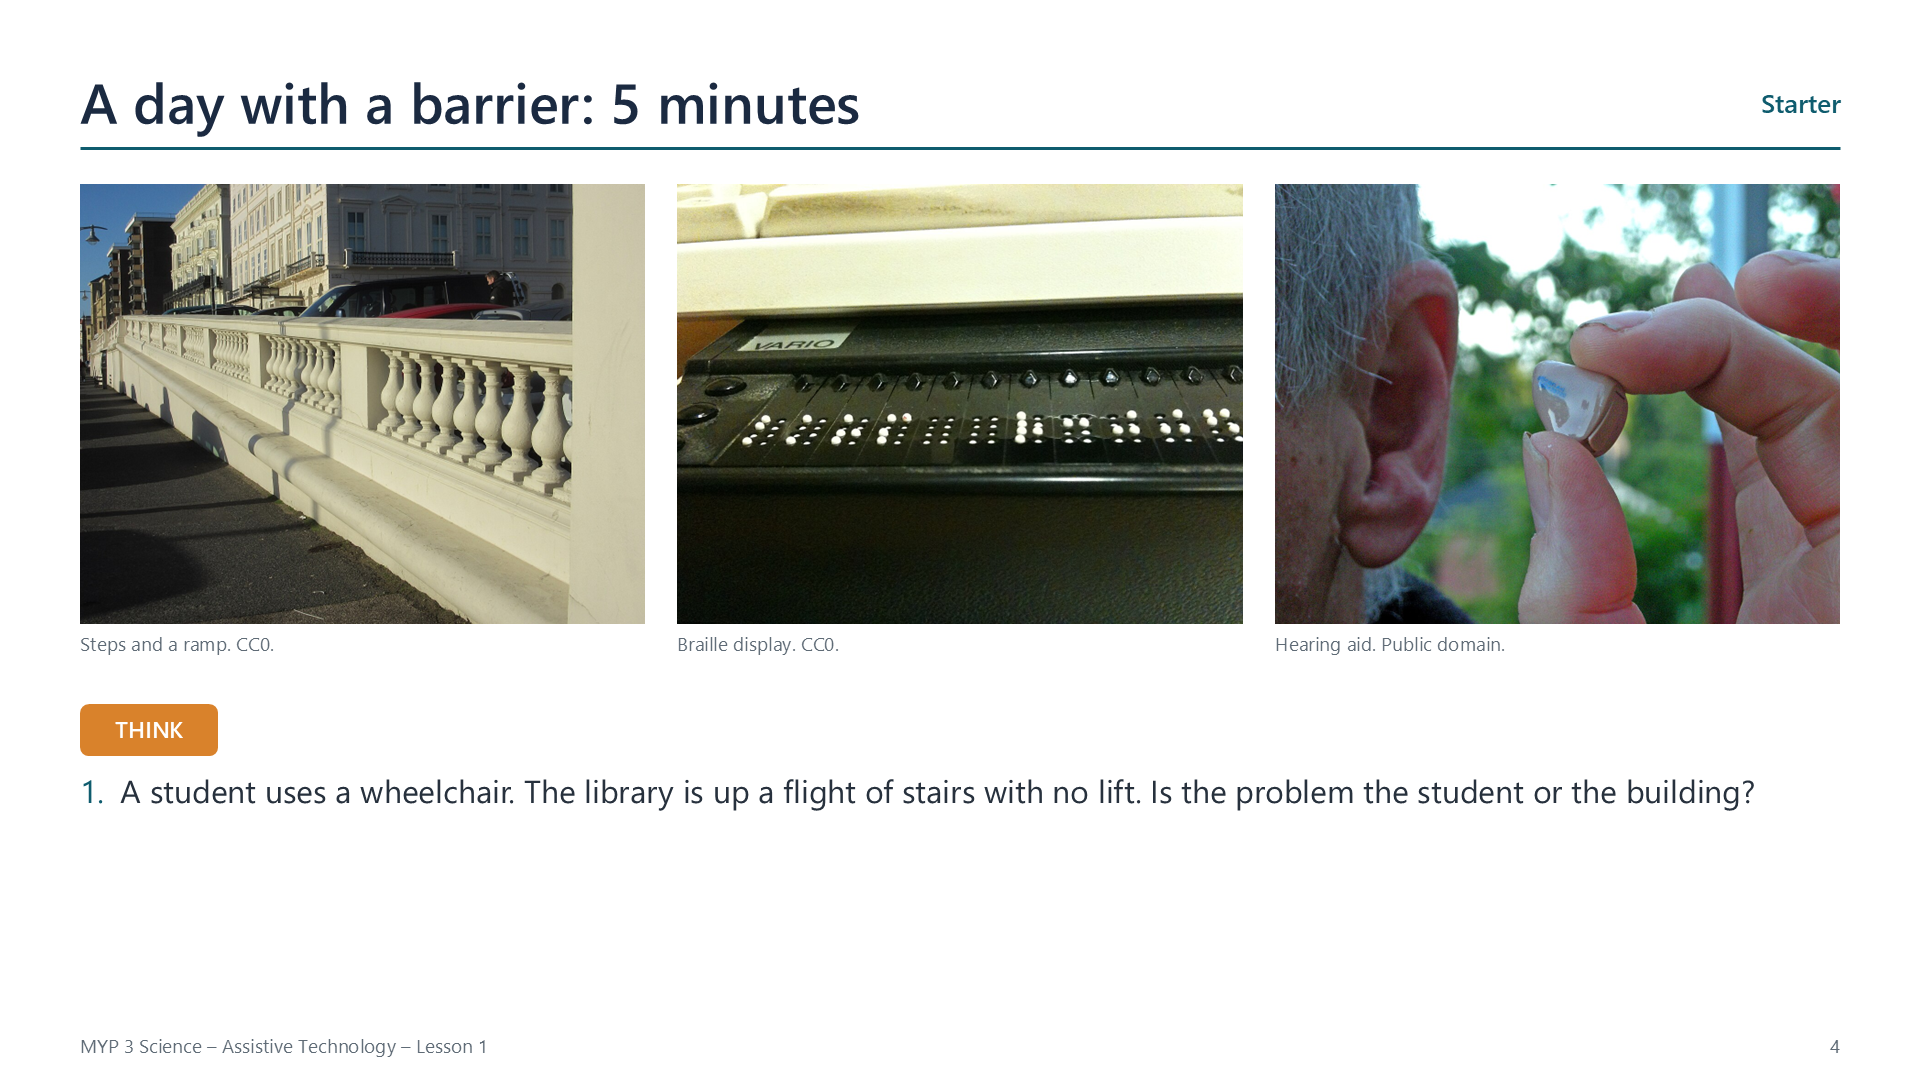 A day with a barrier: 5 minutes
Starter
VARIO
Steps and a ramp. CC0.
Braille display. CC0.
Hearing aid. Public domain.
THINK
1. A student uses a wheelchair. The library is up a flight of stairs with no lift. Is the problem the student or the building?
MYP 3 Science – Assistive Technology – Lesson 1
4